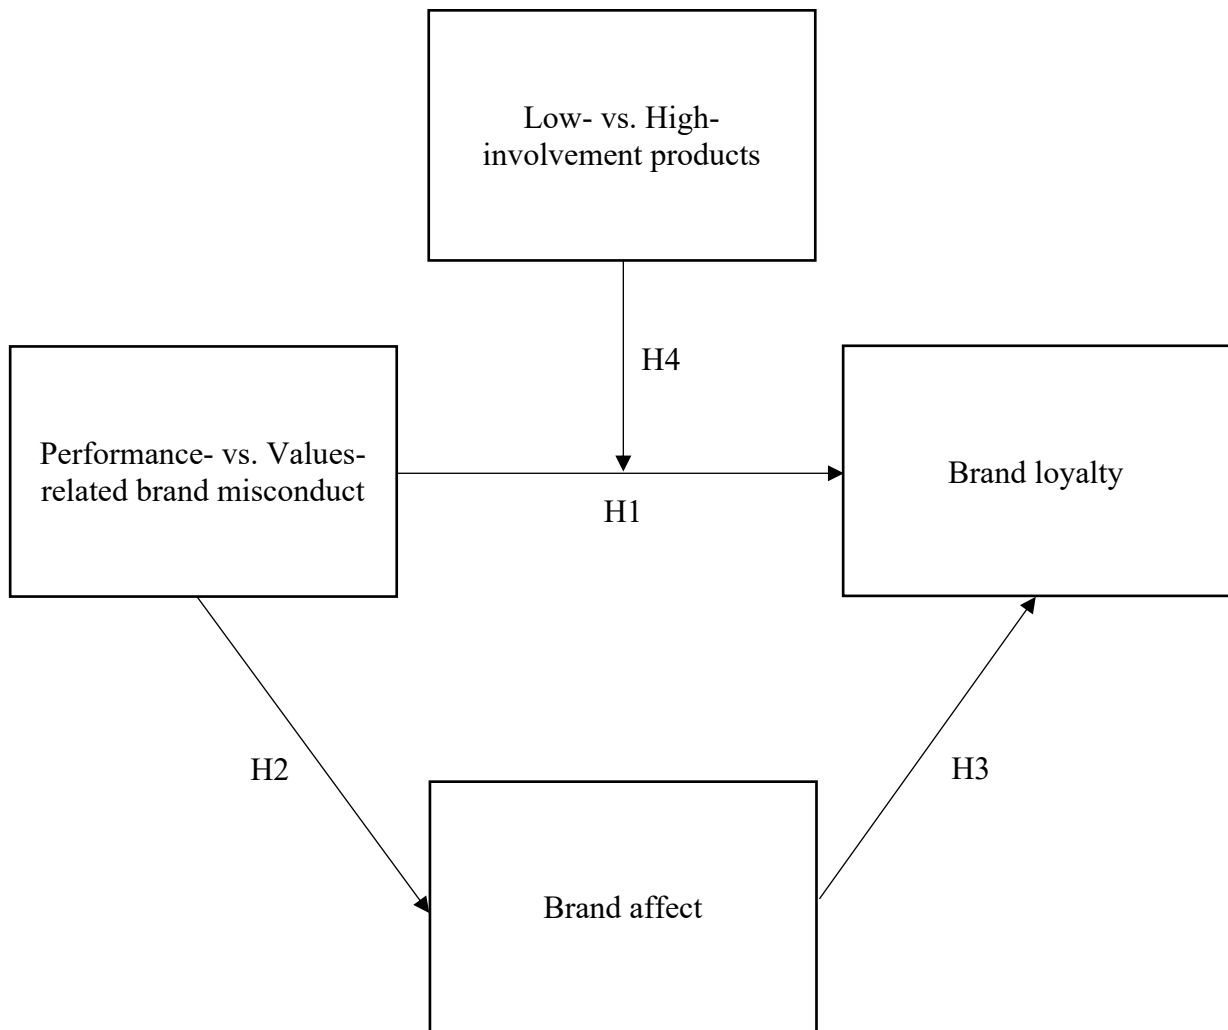 Low- vs. High-
involvement products
H4
Performance- vs. Values-
related brand misconduct
H1
Brand loyalty
H2
H3
Brand affect